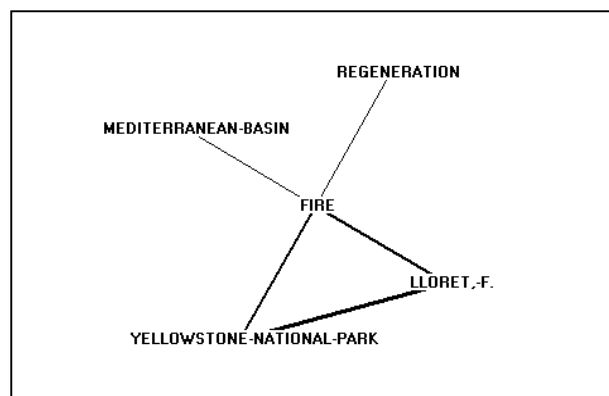 REGENERATION
MEDITERRANEAN-BASIN
FIRE
LLORET,-F.
YELLOWSTONE-NATIONAL-PARK